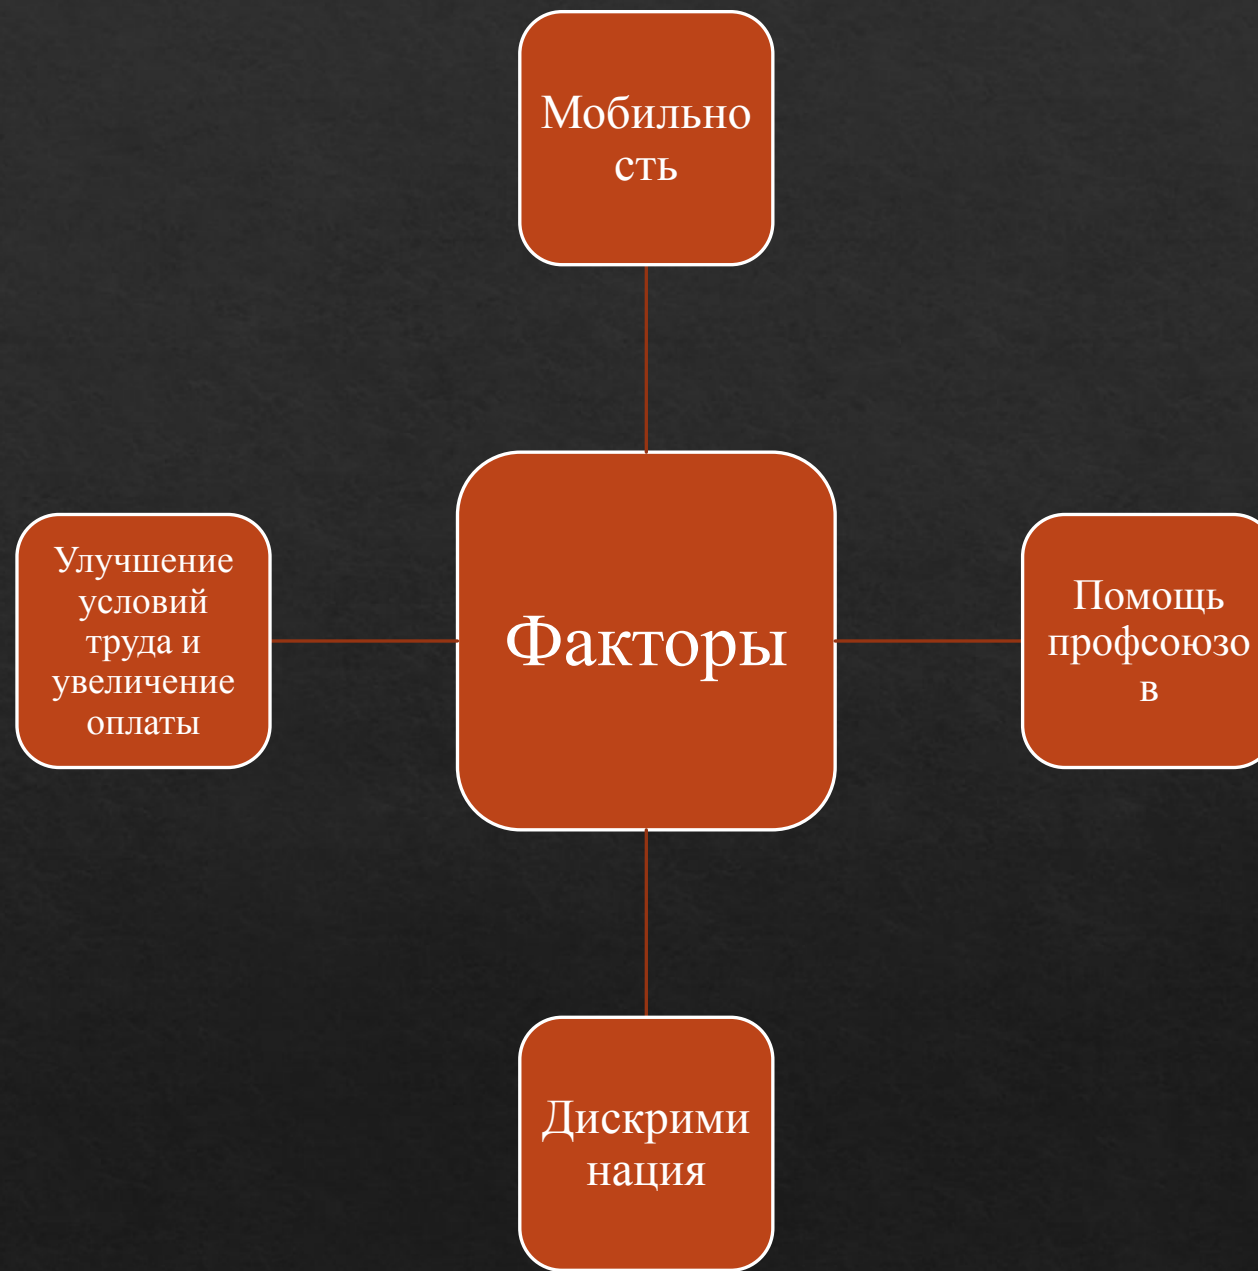 Мобильно
сть
Улучшение
условий
труда и
увеличение
оплаты
Факторы
Помощь
профсоюзо
в
Дискрими
нация